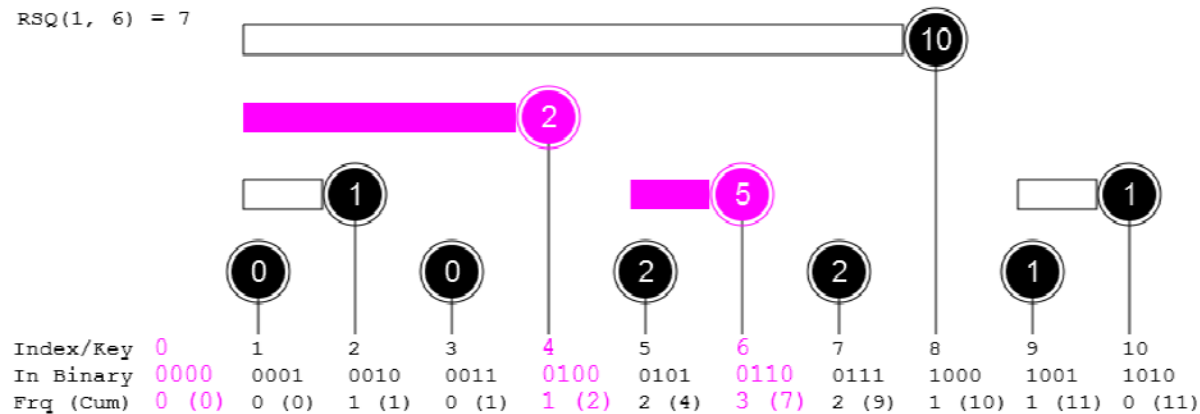 RSQ(1, 6) = 7
10
2
1 5 1
0 0 2 2 1
Index/Key 0 1 2 3 4 5 6 7 8 9 10
In Binary 0000 0001 0010 0011 0100 0101 0110 0111 1000 1001 1010
Frq (Cum) 0 (0) 0 (0) 1 (1) 0 (1) 1 (2) 2 (4) 3 (7) 2 (9) 1 (10) 1 (11) 0 (11)